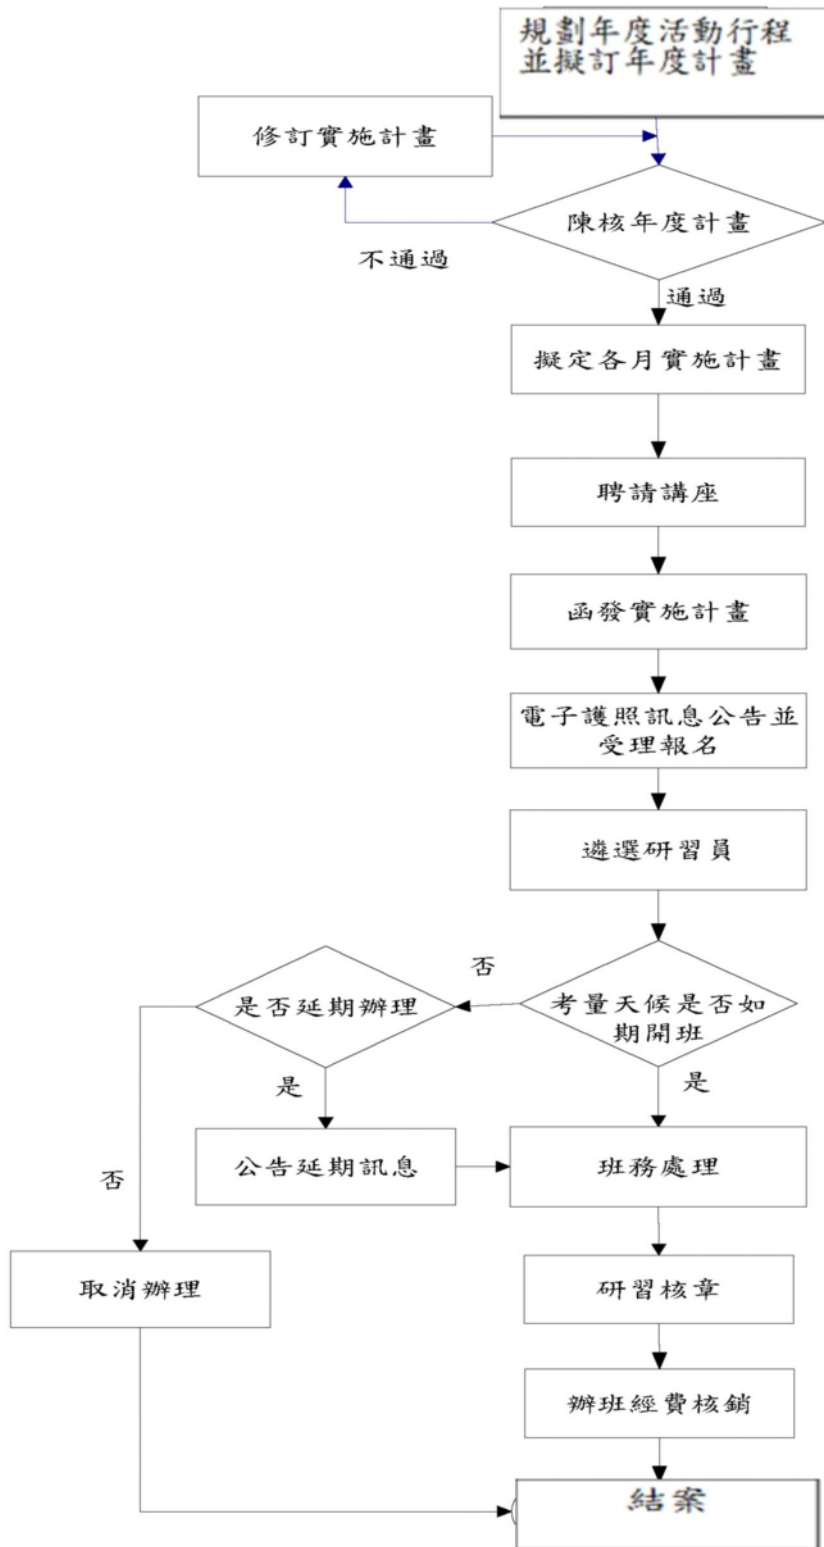 規劃年度活動行程
並擬訂年度計畫
修訂實施計畫
陳核年度計畫
不通過
通過
擬定各月實施計畫
聘請講座
函發實施計畫
電子護照訊息公告並
受理報名
遴選研習員
否
是否延期辦理
考量天候是否如
期開班
是
是
公告延期訊息
班務處理
否
取消辦理
研習核章
辦班經費核銷
結案